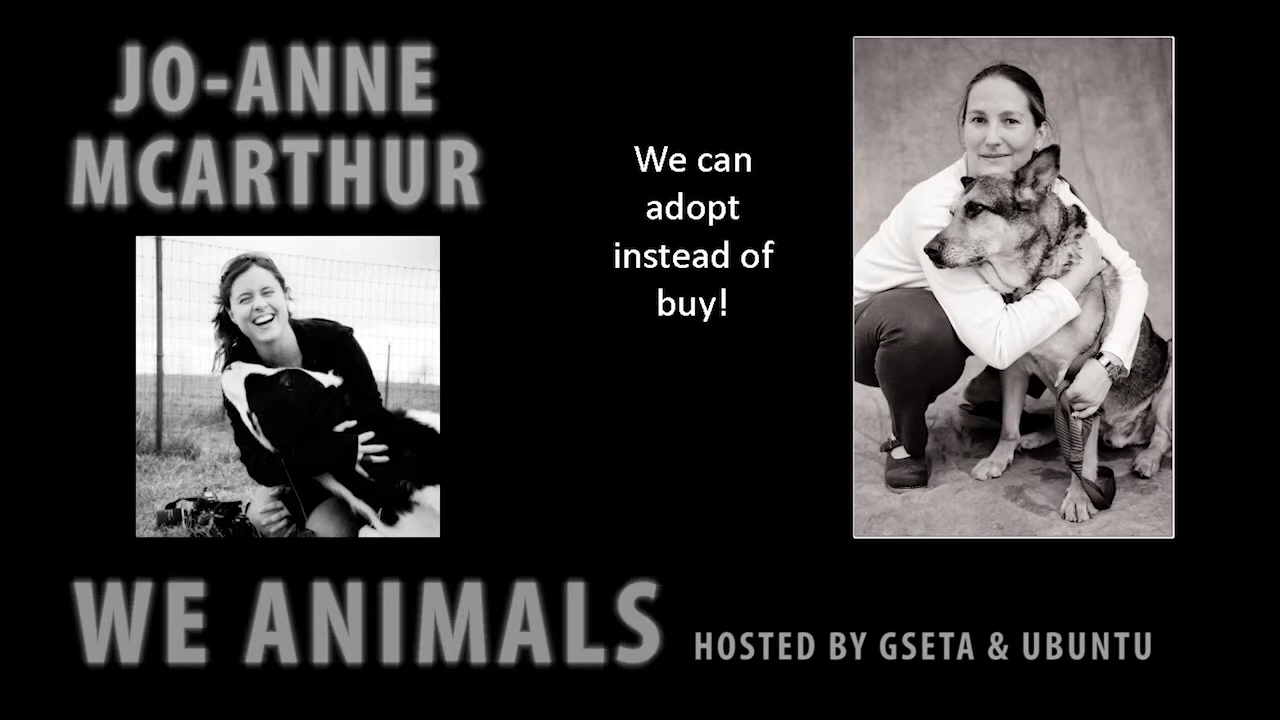 JO-ANNE
MCARTHUR
We can
adopt
instead of
buy!
WE ANIMALS
HOSTED BY GSETA & UBUNTU